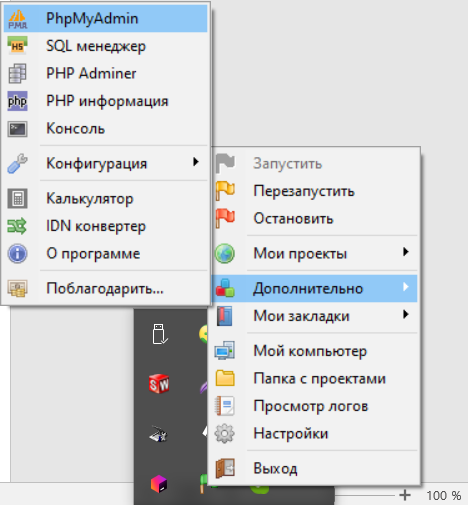 PhpMyAdmin
SQL менеджер
PHP Adminer
PHP информация
Консоль
Конфигурация
Калькулятор
IDN конвертер
О программе
Поблагодарить...
Запустить
Перезапустить
Остановить
Мои проекты
Дополнительно
Мои закладки
Мой компьютер
Папка с проектами
Просмотр логов
Настройки
Выход
100 %